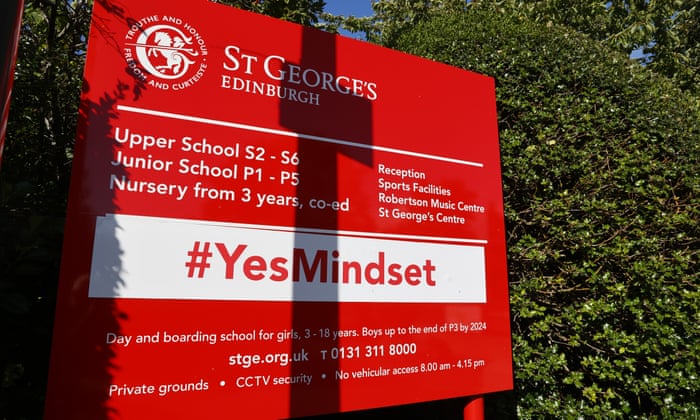 TROUTHE AND HONOUR
FREDOM AND CURTEISIE
ST GEORGE'S
EDINBURGH
Upper School S2 - S6
Junior School P1 - P5
Nursery from 3 years, co-ed
Reception
Sports Facilities
Robertson Music Centre
St George's Centre
#YesMindset
Day and boarding school for girls, 3 - 18 years. Boys up to the end of P3 by 2024
stge.org.uk T 0131 311 8000
Private grounds • CCTV security • No vehicular access 8.00 am - 4.15 pm